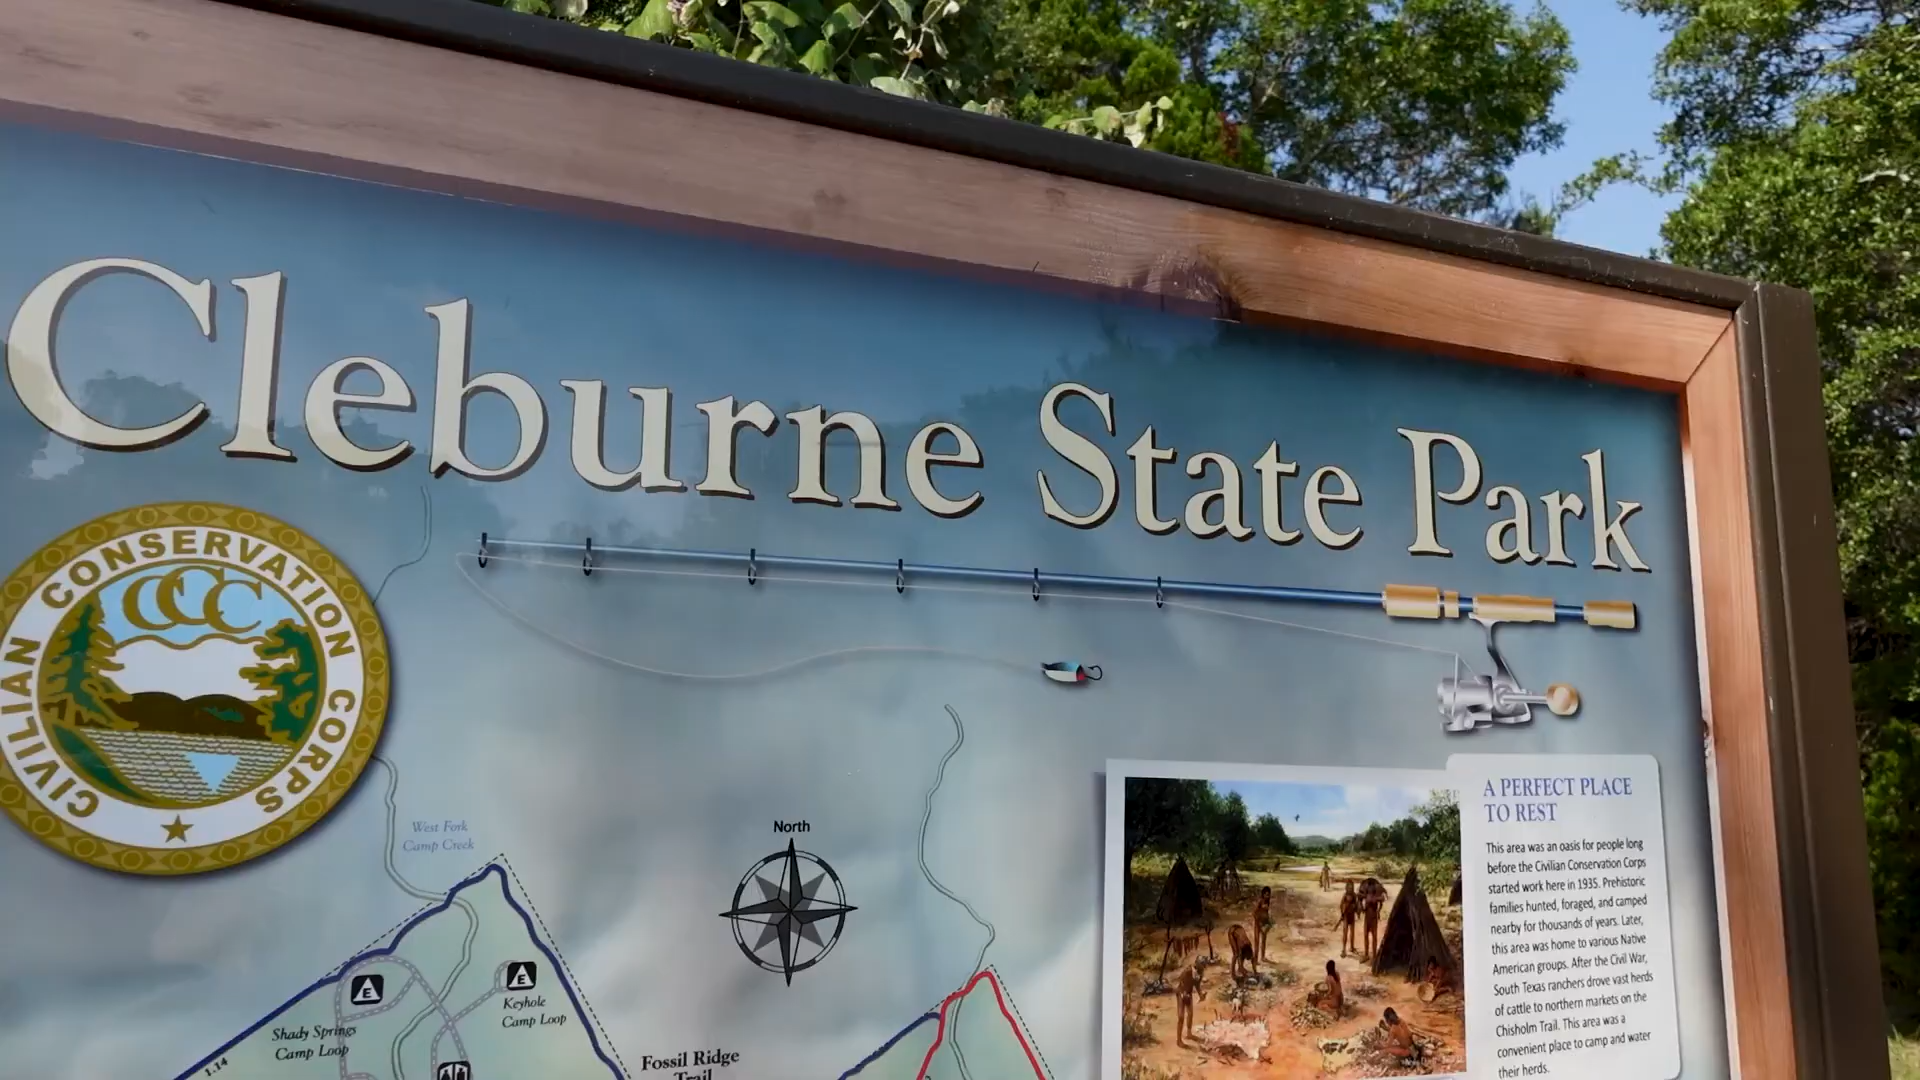 Cleburne State Park
CIVILIAN CONSERVATION CORPS
CCC
West Fork
Camp Creek
North
A PERFECT PLACE
TO REST
This area was an oasis for people long
before the Civilian Conservation Corps
started work here in 1935. Prehistoric
families hunted, foraged, and camped
nearby for thousands of years. Later,
this area was home to various Native
American groups. After the Civil War,
South Texas ranchers drove vast herds
of cattle to northern markets on the
Chisholm Trail. This area was a
convenient place to camp and water
their herds.
E
E
Keyhole
Camp Loop
Shady Springs
Camp Loop
1.14
Fossil Ridge
Trail